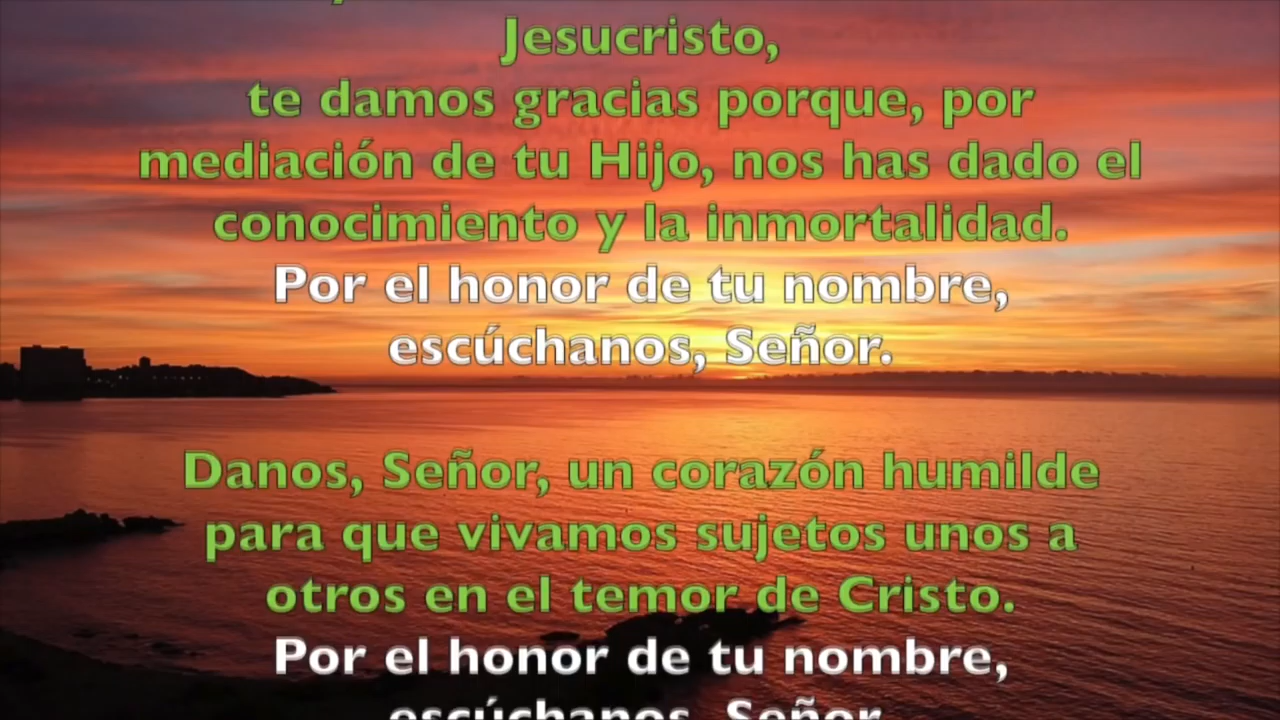 Jesucristo,
te damos gracias porque, por
mediación de tu Hijo, nos has dado el
conocimiento y la inmortalidad.
Por el honor de tu nombre,
escúchanos, Señor.
Danos, Señor, un corazón humilde
para que vivamos sujetos unos a
otros en el temor de Cristo.
Por el honor de tu nombre,
escúchanos, Señor.